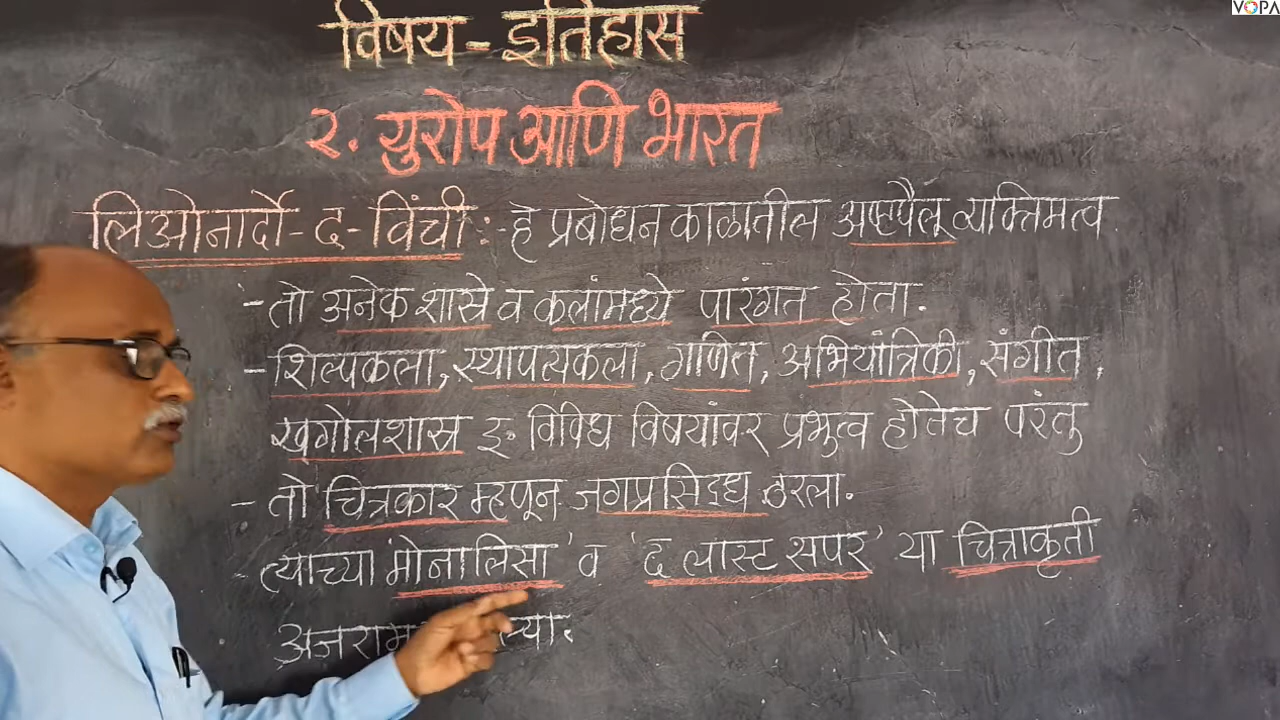 VOPA
विषय - इतिहास
२. युरोप आणि भारत
लिओनार्दो - द - विंची :- हे प्रबोधन काळातील अष्टपैलू व्यक्तिमत्व
- तो अनेक शास्त्रे व कलांमध्ये पारंगत होता.
- शिल्पकला, स्थापत्यकला, गणित, अभियांत्रिकी, संगीत,
खगोलशास्त्र इ. विविध विषयांवर प्रभुत्व होतेच परंतु
- तो चित्रकार म्हणून जगप्रसिद्ध ठरला.
- त्याच्या 'मोनालिसा' व 'द लास्ट सपर' या चित्राकृती